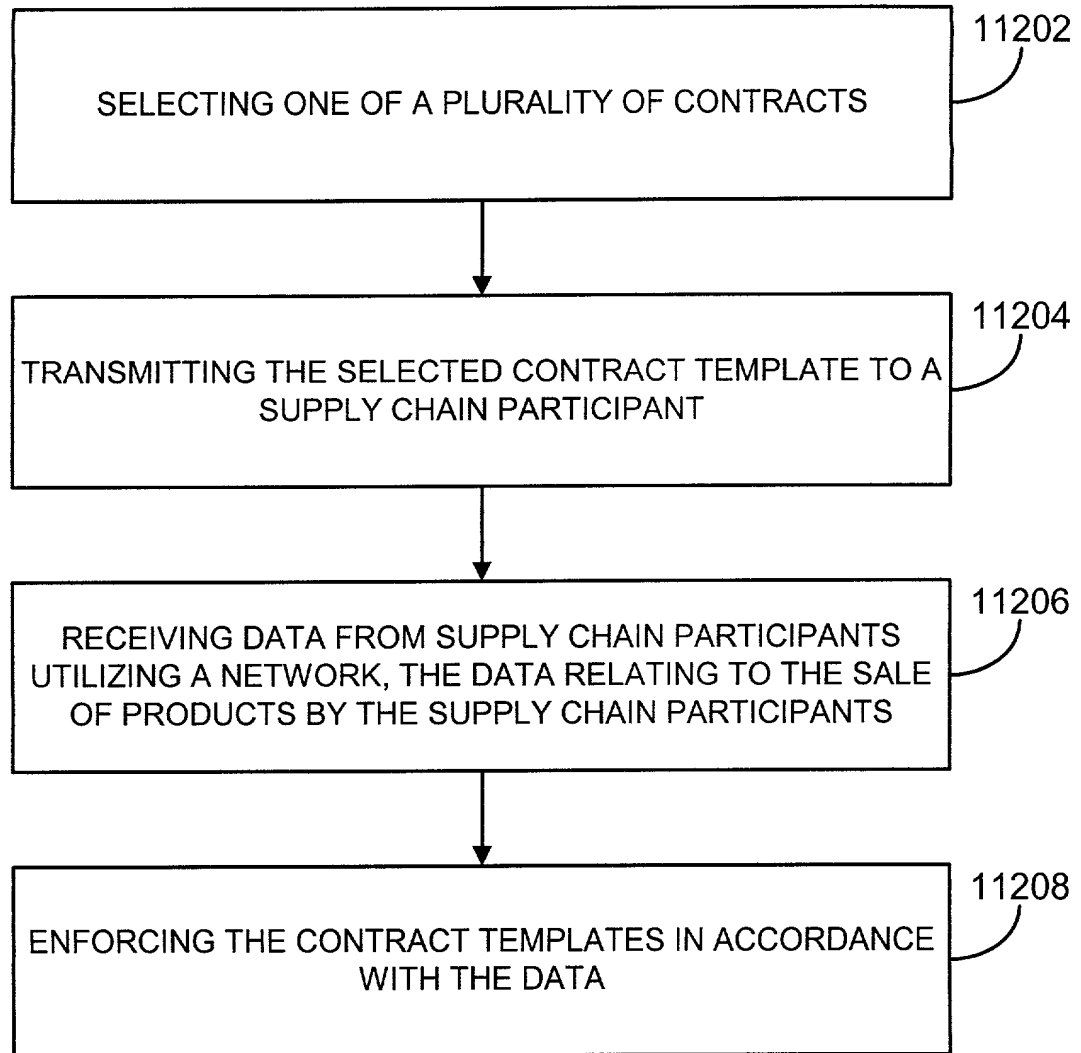 11202
SELECTING ONE OF A PLURALITY OF CONTRACTS
11204
TRANSMITTING THE SELECTED CONTRACT TEMPLATE TO A
SUPPLY CHAIN PARTICIPANT
11206
RECEIVING DATA FROM SUPPLY CHAIN PARTICIPANTS
UTILIZING A NETWORK, THE DATA RELATING TO THE SALE
OF PRODUCTS BY THE SUPPLY CHAIN PARTICIPANTS
11208
ENFORCING THE CONTRACT TEMPLATES IN ACCORDANCE
WITH THE DATA